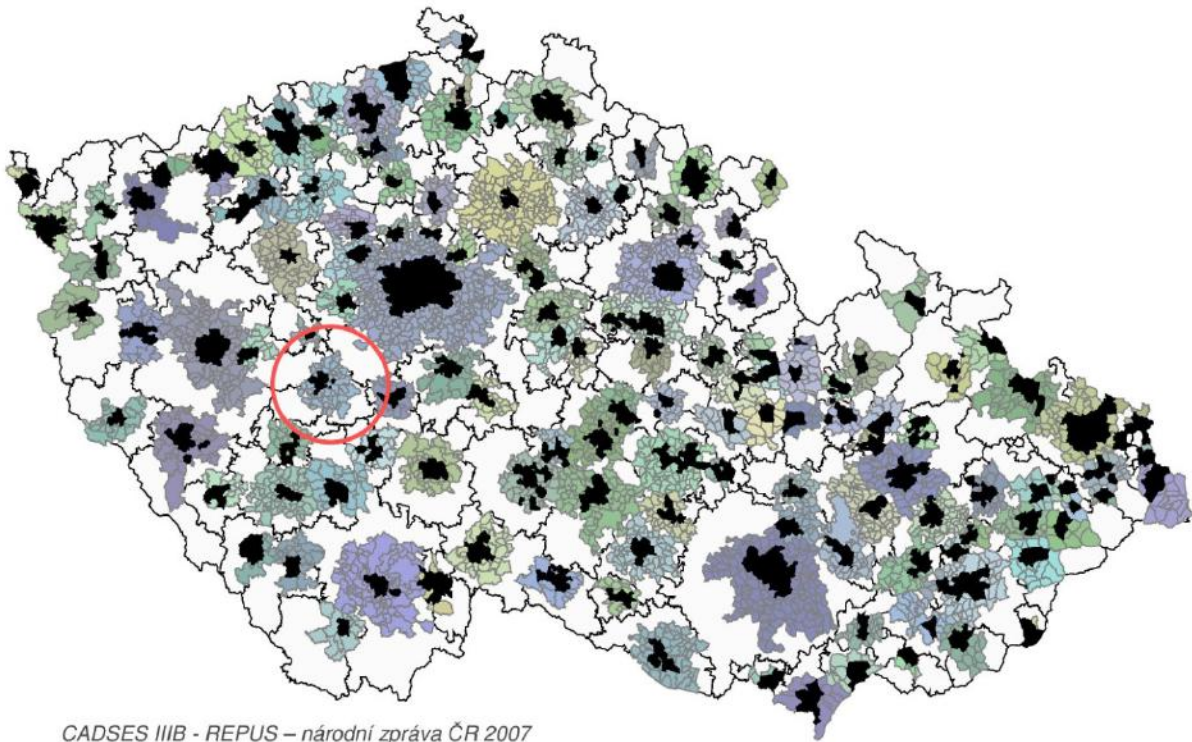 CADSES IIIB - REPUS – národní zpráva ČR 2007